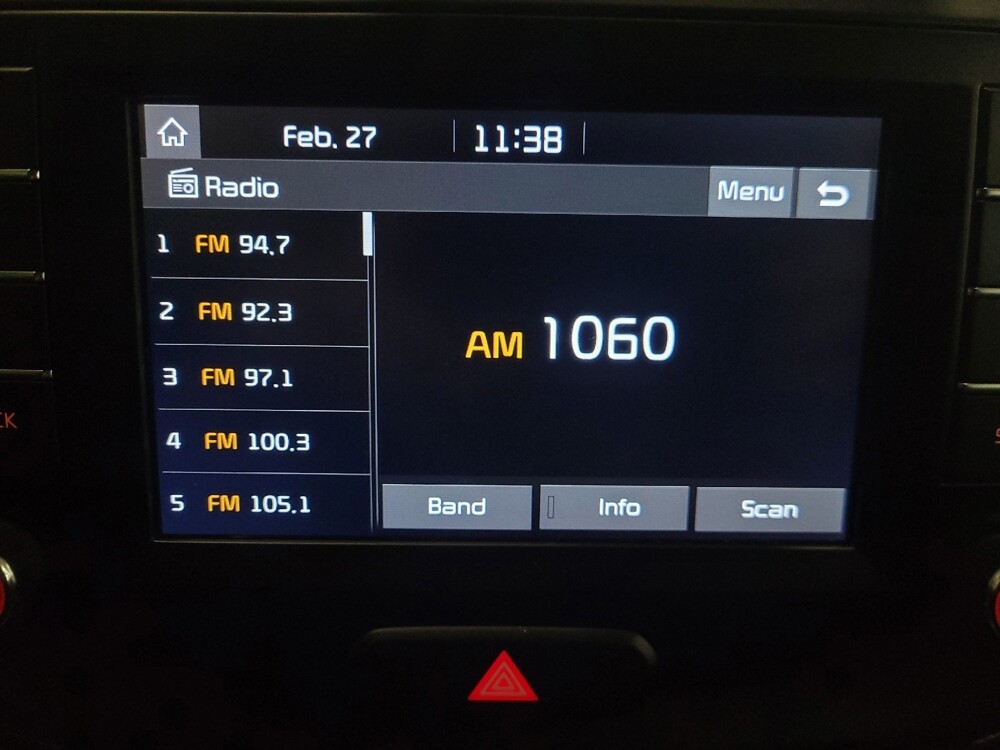 Feb. 27 11:38
Radio
Menu
1 FM 94.7
2 FM 92.3
3 FM 97.1
4 FM 100.3
5 FM 105.1
AM 1060
Band
Info
Scan
CK